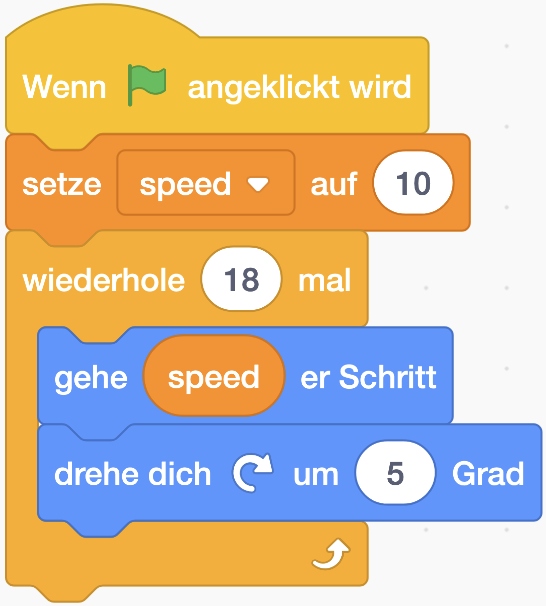 Wenn angeklickt wird
setze speed auf 10
wiederhole 18 mal
gehe speed er Schritt
drehe dich um 5 Grad